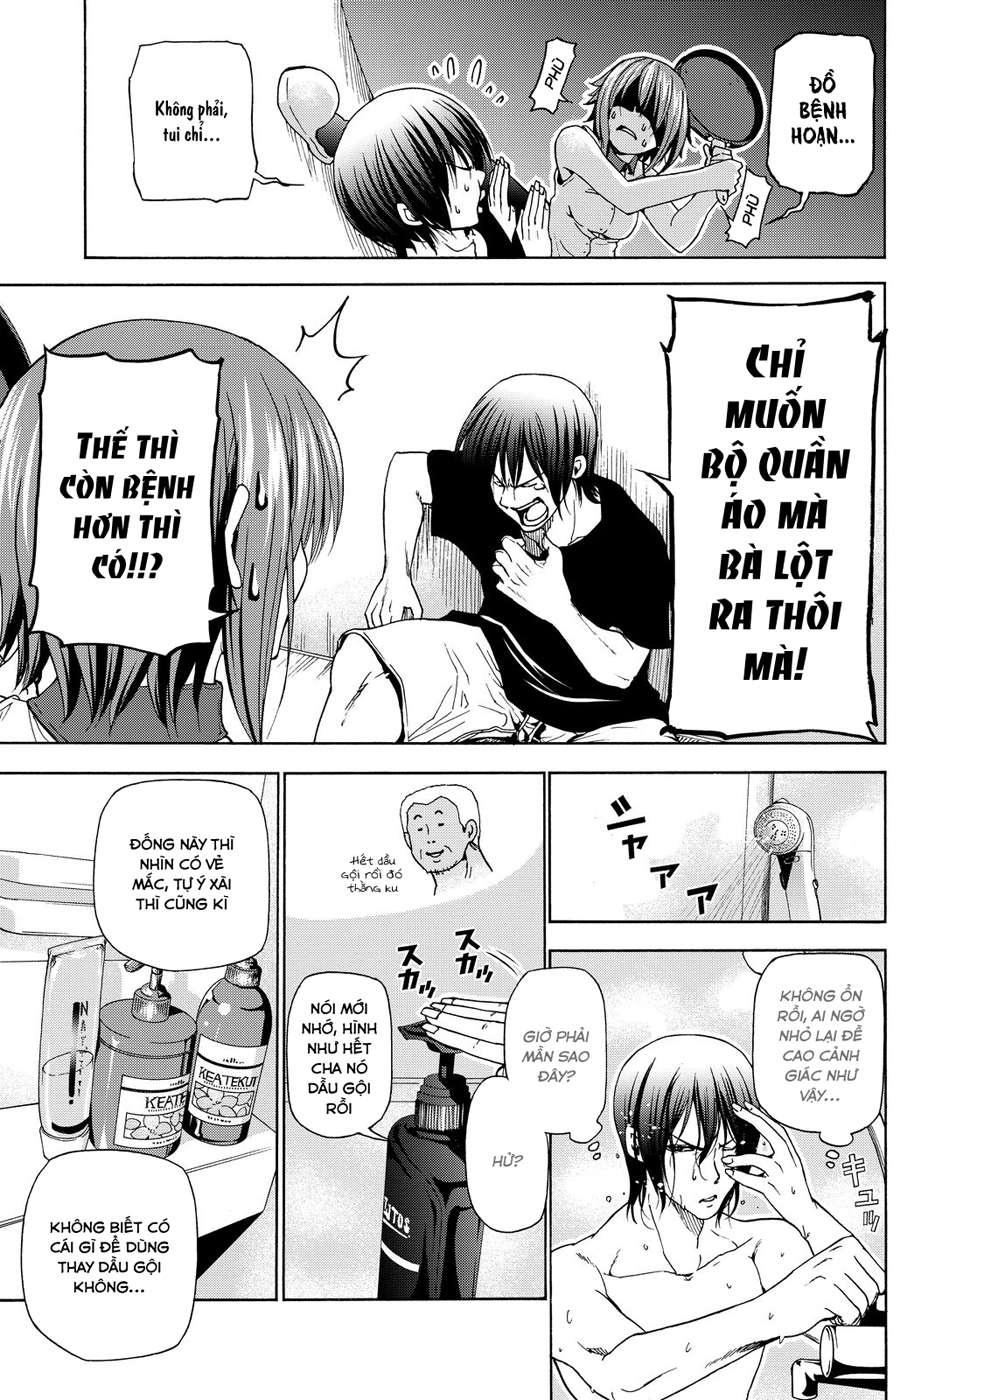 ĐỒ
BỆNH
HOẠN...
PHÙ
PHÙ
Không phải,
tui chỉ...
CHỈ
MUỐN
BỘ QUẦN
ÁO MÀ
BÀ LỘT
RA THÔI
MÀ!
THẾ THÌ
CÒN BỆNH
HƠN THÌ
CÓ!!!?
シャアア
KHÔNG ỔN
RỒI, AI NGỜ
NHỎ LẠI ĐỀ
CAO CẢNH
GIÁC NHƯ
VẬY...
キュッ
GIỜ PHẢI
MẦN SAO
ĐÂY?
HỬ?
Hết dầu
gội rồi đó
thằng ku
スカッ
スカッ
NÓI MỚI
NHỚ, HÌNH
NHƯ HẾT
CHA NÓ
DẦU GỘI
RỒI
ĐỐNG NÀY THÌ
NHÌN CÓ VẺ
MẮC, TỰ Ý XÀI
THÌ CŨNG KÌ
KEATEKUT
KEATEK
KHÔNG BIẾT CÓ
CÁI GÌ ĐỂ DÙNG
THAY DẦU GỘI
KHÔNG...